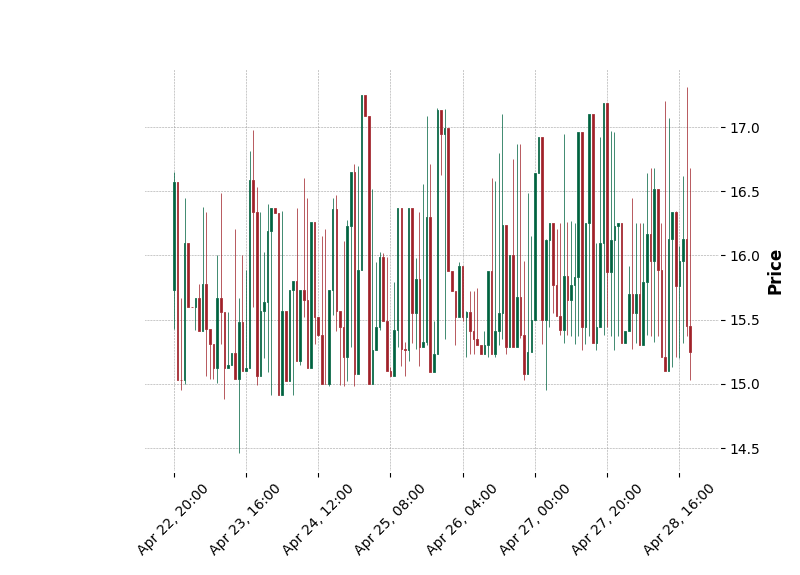 17.0
16.5
16.0
15.5
15.0
14.5
Price
Apr 22, 20:00
Apr 23, 16:00
Apr 24, 12:00
Apr 25, 08:00
Apr 26, 04:00
Apr 27, 00:00
Apr 27, 20:00
Apr 28, 16:00